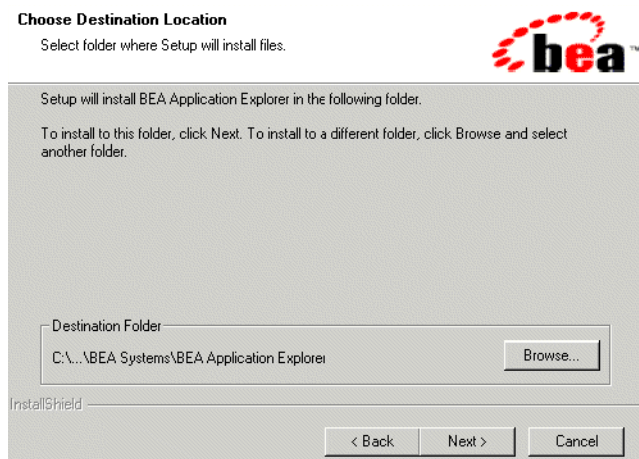 Choose Destination Location
Select folder where Setup will install files.
bea™
Setup will install BEA Application Explorer in the following folder.
To install to this folder, click Next. To install to a different folder, click Browse and select
another folder.
Destination Folder
C:\...\BEA Systems\BEA Application Explorer
Browse...
InstallShield
< Back
Next >
Cancel